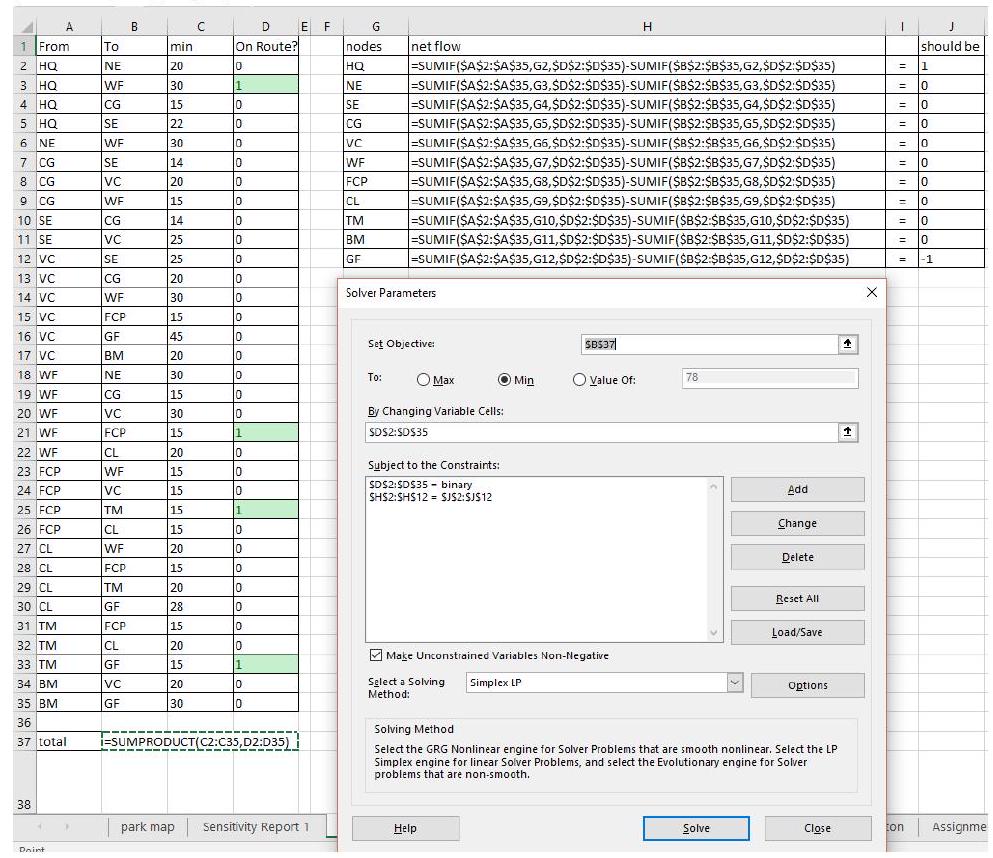 A B C D E F G H I J
1 From To min On Route? nodes net flow should be
2 HQ NE 20 0 HQ =SUMIF($A$2:$A$35,G2,$D$2:$D$35)-SUMIF($B$2:$B$35,G2,$D$2:$D$35) = 1
3 HQ WF 30 1 NE =SUMIF($A$2:$A$35,G3,$D$2:$D$35)-SUMIF($B$2:$B$35,G3,$D$2:$D$35) = 0
4 HQ CG 15 0 SE =SUMIF($A$2:$A$35,G4,$D$2:$D$35)-SUMIF($B$2:$B$35,G4,$D$2:$D$35) = 0
5 HQ SE 22 0 CG =SUMIF($A$2:$A$35,G5,$D$2:$D$35)-SUMIF($B$2:$B$35,G5,$D$2:$D$35) = 0
6 NE WF 30 0 VC =SUMIF($A$2:$A$35,G6,$D$2:$D$35)-SUMIF($B$2:$B$35,G6,$D$2:$D$35) = 0
7 CG SE 14 0 WF =SUMIF($A$2:$A$35,G7,$D$2:$D$35)-SUMIF($B$2:$B$35,G7,$D$2:$D$35) = 0
8 CG VC 20 0 FCP =SUMIF($A$2:$A$35,G8,$D$2:$D$35)-SUMIF($B$2:$B$35,G8,$D$2:$D$35) = 0
9 CG WF 15 0 CL =SUMIF($A$2:$A$35,G9,$D$2:$D$35)-SUMIF($B$2:$B$35,G9,$D$2:$D$35) = 0
10 SE CG 14 0 TM =SUMIF($A$2:$A$35,G10,$D$2:$D$35)-SUMIF($B$2:$B$35,G10,$D$2:$D$35) = 0
11 SE VC 25 0 BM =SUMIF($A$2:$A$35,G11,$D$2:$D$35)-SUMIF($B$2:$B$35,G11,$D$2:$D$35) = 0
12 VC SE 25 0 GF =SUMIF($A$2:$A$35,G12,$D$2:$D$35)-SUMIF($B$2:$B$35,G12,$D$2:$D$35) = -1
13 VC CG 20 0
14 VC WF 30 0
15 VC FCP 15 0
16 VC GF 45 0
17 VC BM 20 0
18 WF NE 30 0
19 WF CG 15 0
20 WF VC 30 0
21 WF FCP 15 1
22 WF CL 20 0
23 FCP WF 15 0
24 FCP VC 15 0
25 FCP TM 15 1
26 FCP CL 15 0
27 CL WF 20 0
28 CL FCP 15 0
29 CL TM 20 0
30 CL GF 28 0
31 TM FCP 15 0
32 TM CL 20 0
33 TM GF 15 1
34 BM VC 20 0
35 BM GF 30 0
36
37 total =SUMPRODUCT(C2:C35,D2:D35)
38
Solver Parameters
Set Objective: $B$37
To: Max Min Value Of: 78
By Changing Variable Cells:
$D$2:$D$35
Subject to the Constraints:
$D$2:$D$35 = binary
$H$2:$H$12 = $J$2:$J$12
Add
Change
Delete
Reset All
Load/Save
Make Unconstrained Variables Non-Negative
Select a Solving Method: Simplex LP
Options
Solving Method
Select the GRG Nonlinear engine for Solver Problems that are smooth nonlinear. Select the LP
Simplex engine for linear Solver Problems, and select the Evolutionary engine for Solver
problems that are non-smooth.
Help Solve Close
park map Sensitivity Report 1 Assignme